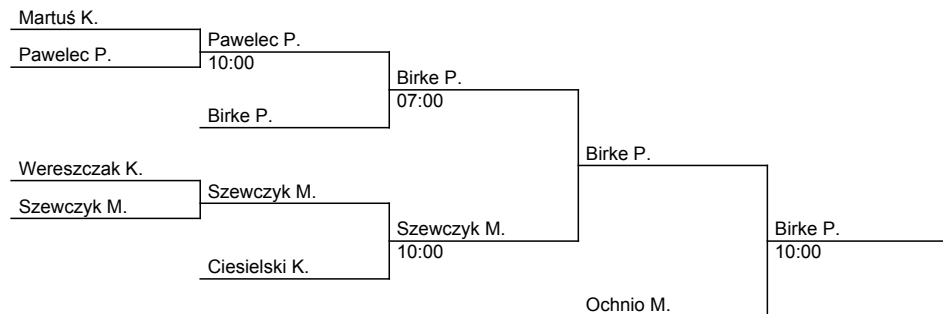 Martuś K.
Pawelec P.
Pawelec P.
10:00
Birke P.
07:00
Birke P.
Birke P.
Wereszczak K.
Szewczyk M.
Szewczyk M.
Szewczyk M.
10:00
Birke P.
10:00
Ciesielski K.
Ochnio M.